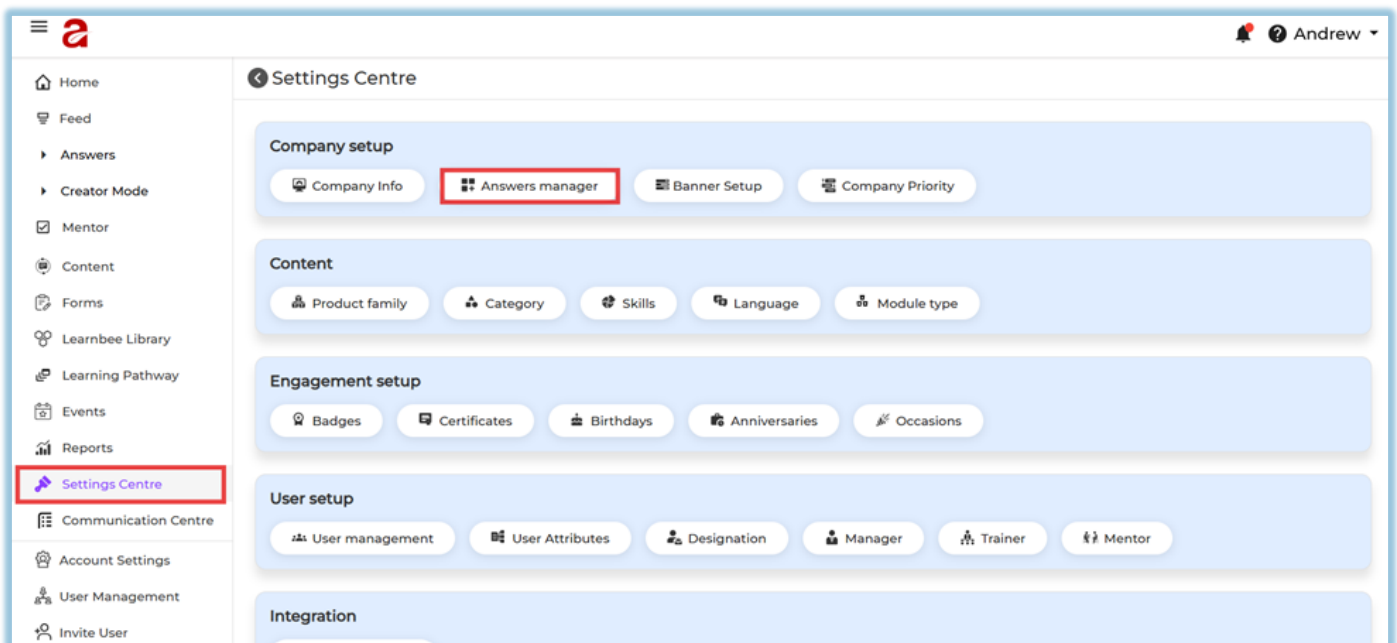 a
Andrew
Home
Feed
Answers
Creator Mode
Mentor
Content
Forms
Learnbee Library
Learning Pathway
Events
Reports
Settings Centre
Communication Centre
Account Settings
User Management
Invite User
Settings Centre
Company setup
Company Info Answers manager Banner Setup Company Priority
Content
Product family Category Skills Language Module type
Engagement setup
Badges Certificates Birthdays Anniversaries Occasions
User setup
User management User Attributes Designation Manager Trainer Mentor
Integration